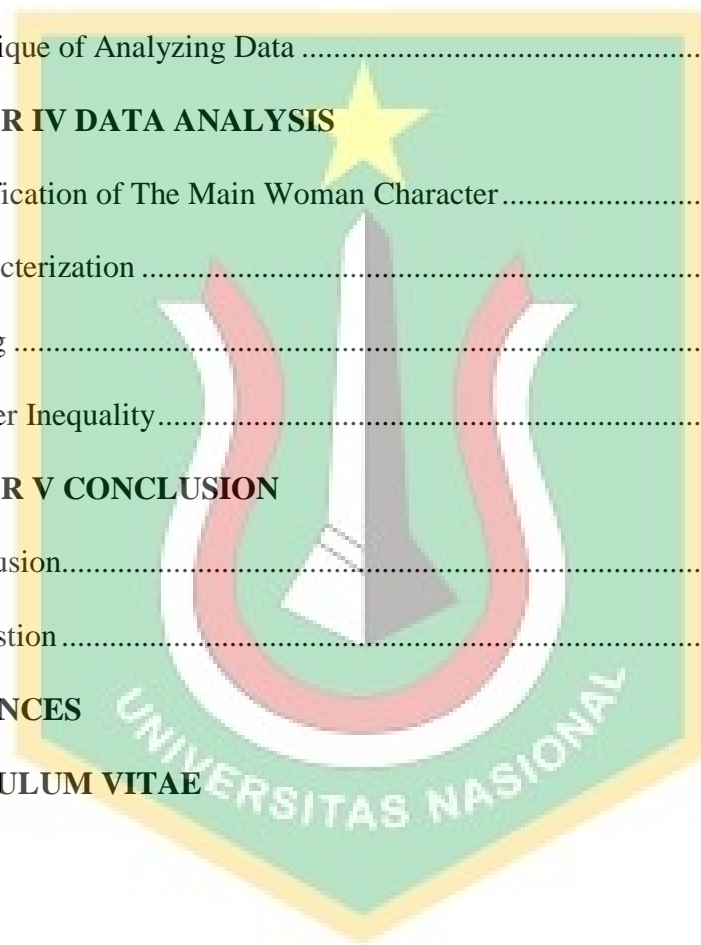 ique of Analyzing Data ........................................................
R IV DATA ANALYSIS
fication of The Main Woman Character ............................
cterization ...............................................................................
g ................................................................................................
er Inequality ............................................................................
R V CONCLUSION
usion .........................................................................................
stion ..........................................................................................
NCES
ULUM VITAE
UNIVERSITAS NASIONAL